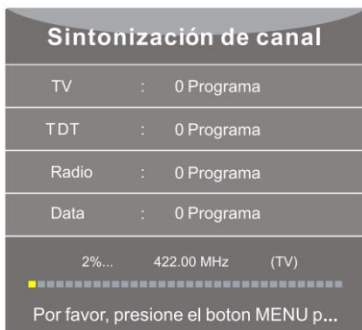 Sintonización de canal
TV : 0 Programa
TDT : 0 Programa
Radio : 0 Programa
Data : 0 Programa
2%... 422.00 MHz (TV)
Por favor, presione el boton MENU p...